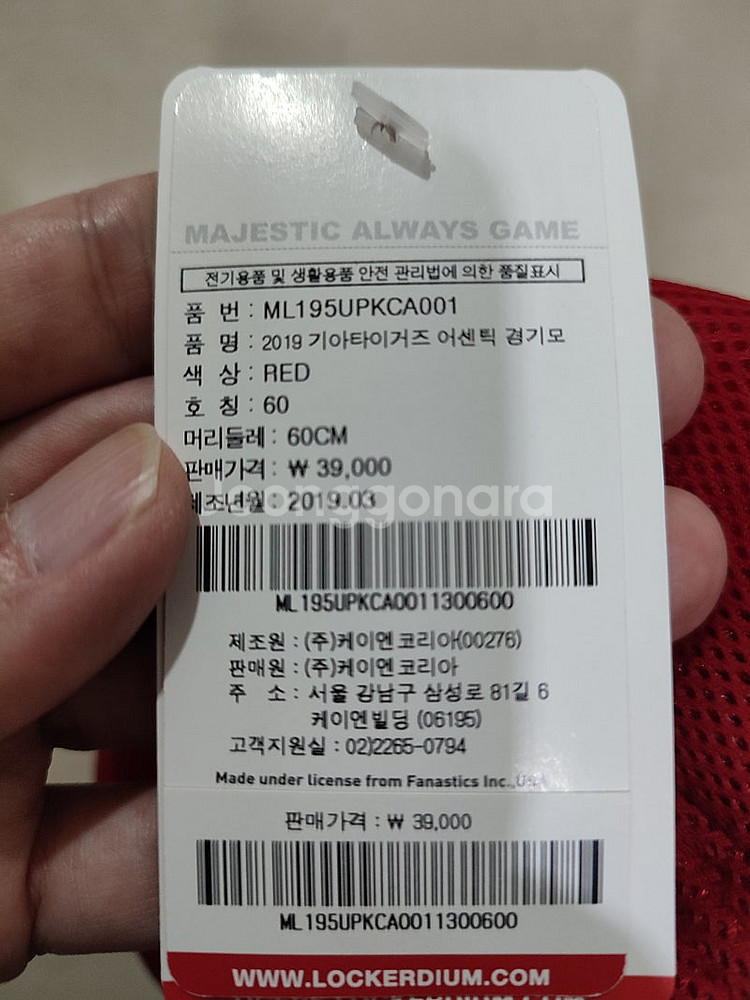 MAJESTIC ALWAYS GAME
전기용품 및 생활용품 안전 관리법에 의한 품질표시
품 번 : ML195UPKCA001
품 명 : 2019 기아타이거즈 어센틱 경기모
색 상 : RED
호 칭 : 60
머리둘레 : 60CM
판매가격 : ₩ 39,000
제조년월 : 2019.03
Joonggonara
ML195UPKCA0011300600
제조원 : (주)케이엔코리아(00276)
판매원 : (주)케이엔코리아
주 소 : 서울 강남구 삼성로 81길 6
케이엔빌딩 (06195)
고객지원실 : 02)2265-0794
Made under license from Fanastics Inc.,
판매가격 : ₩ 39,000
ML195UPKCA0011300600
WWW.LOCKERDIUM.COM